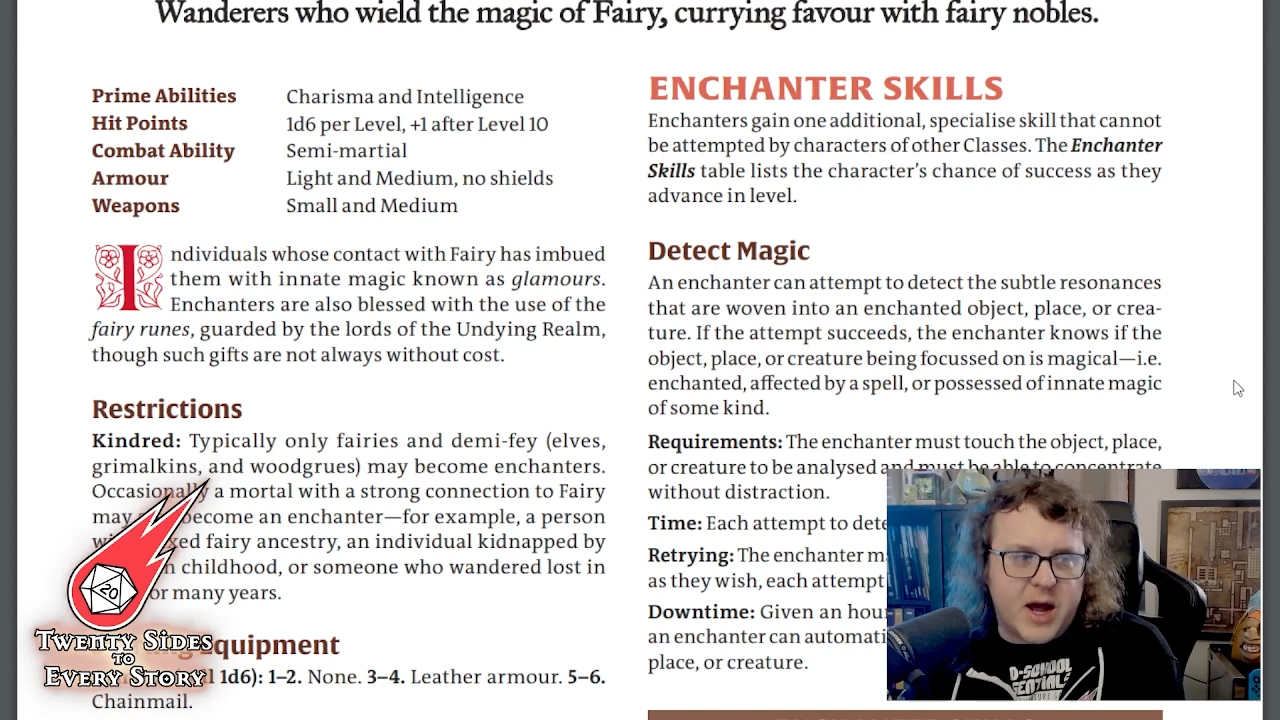 Wanderers who wield the magic of Fairy, currying favour with fairy nobles.
Prime Abilities Charisma and Intelligence
Hit Points 1d6 per Level, +1 after Level 10
Combat Ability Semi-martial
Armour Light and Medium, no shields
Weapons Small and Medium
Individuals whose contact with Fairy has imbued
them with innate magic known as glamours.
Enchanters are also blessed with the use of the
fairy runes, guarded by the lords of the Undying Realm,
though such gifts are not always without cost.
Restrictions
Kindred: Typically only fairies and demi-fey (elves,
grimalkins, and woodgrues) may become enchanters.
Occasionally a mortal with a strong connection to Fairy
may become an enchanter—for example, a person
fairy ancestry, an individual kidnapped by
childhood, or someone who wandered lost in
or many years.
Equipment
1d6): 1–2. None. 3–4. Leather armour. 5–6.
Chainmail.
ENCHANTER SKILLS
Enchanters gain one additional, specialise skill that cannot
be attempted by characters of other Classes. The Enchanter
Skills table lists the character's chance of success as they
advance in level.
Detect Magic
An enchanter can attempt to detect the subtle resonances
that are woven into an enchanted object, place, or crea-
ture. If the attempt succeeds, the enchanter knows if the
object, place, or creature being focussed on is magical—i.e.
enchanted, affected by a spell, or possessed of innate magic
of some kind.
Requirements: The enchanter must touch the object, place,
or creature to be analysed and must be able to concentrate
without distraction.
Time: Each attempt to dete
Retrying: The enchanter m
as they wish, each attempt
Downtime: Given an hou
an enchanter can automati
place, or creature.
TWENTY SIDES
TO
EVERY STORY
20